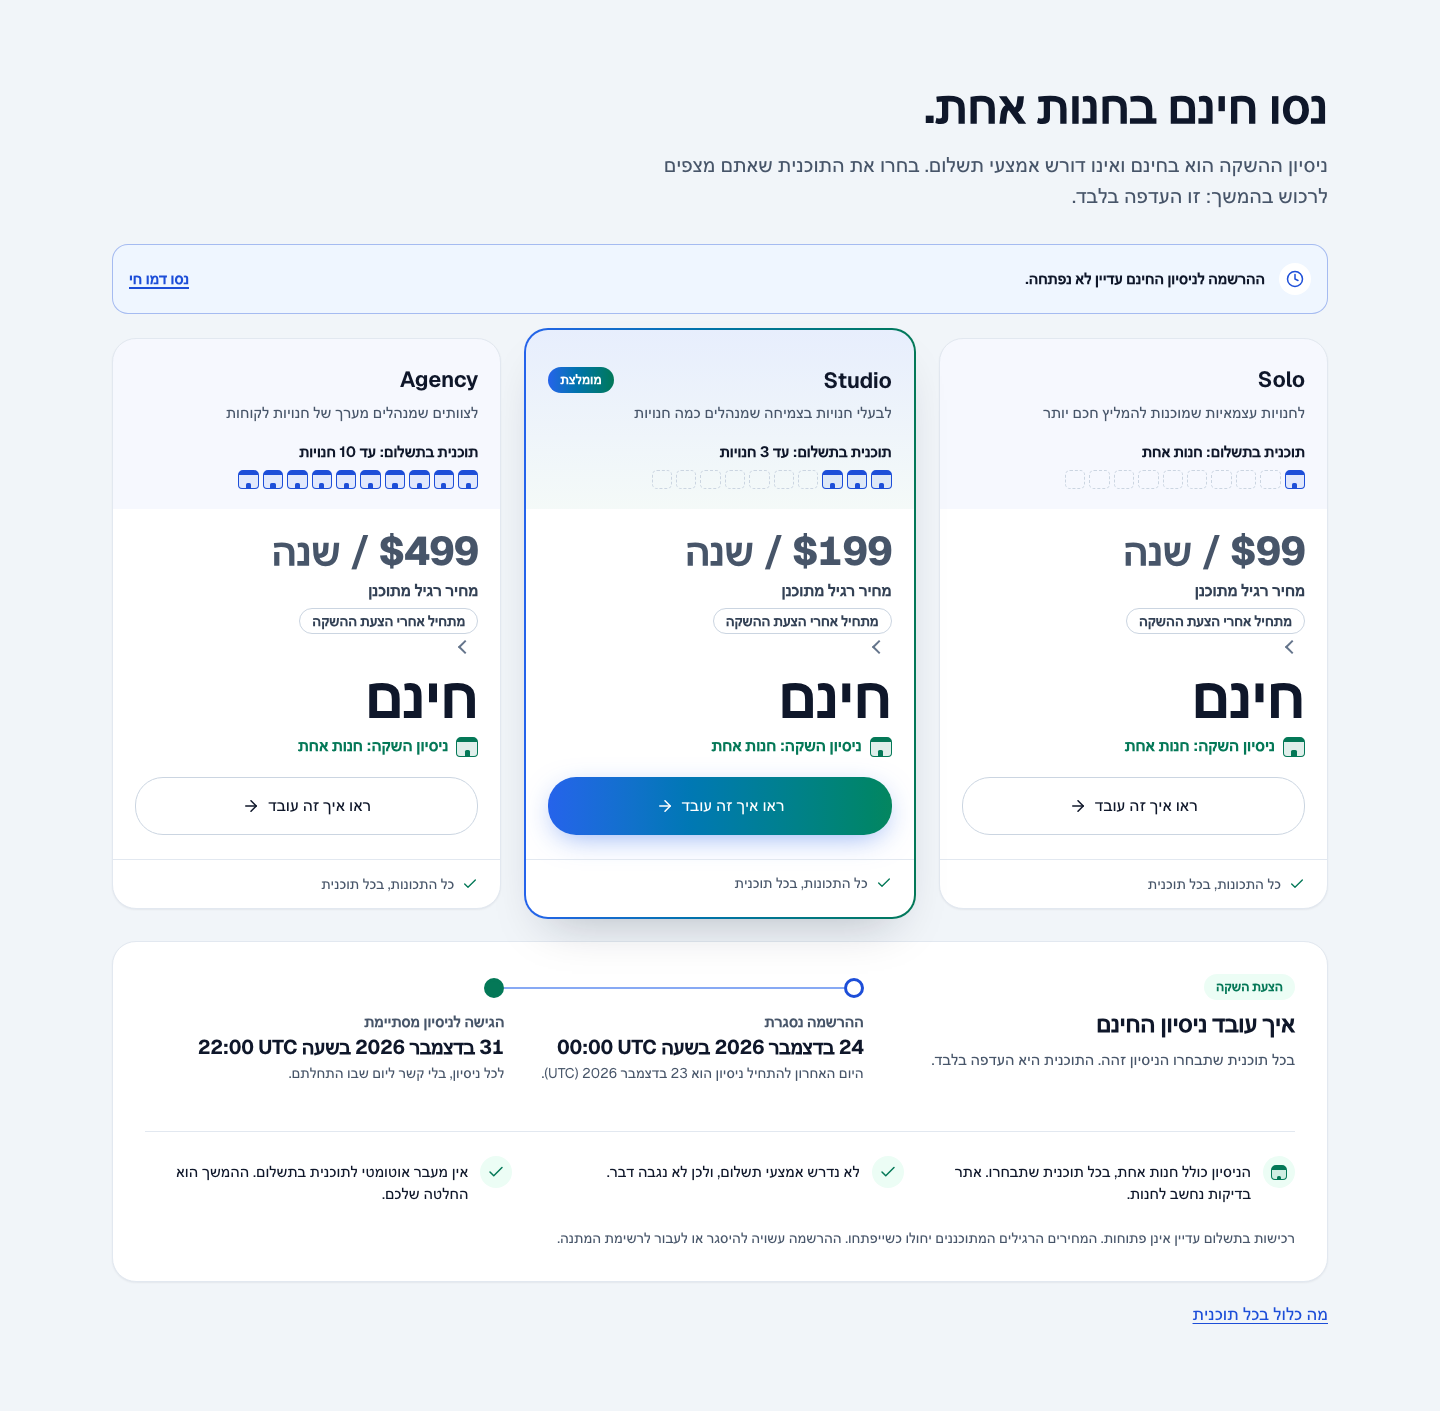 נסו חינם בחנות אחת.
ניסיון ההשקה הוא בחינם ואינו דורש אמצעי תשלום. בחרו את התוכנית שאתם מצפים
לרכוש בהמשך: זו העדפה בלבד.
ההרשמה לניסיון החינם עדיין לא נפתחה.
נסו דמו חי
Solo
לחנויות עצמאיות שמוכנות להמליץ חכם יותר
תוכנית בתשלום: חנות אחת
$99 / שנה
מחיר רגיל מתוכנן
מתחיל אחרי הצעת ההשקה
חינם
ניסיון השקה: חנות אחת
ראו איך זה עובד
כל התכונות, בכל תוכנית
Studio
מומלצת
לבעלי חנויות בצמיחה שמנהלים כמה חנויות
תוכנית בתשלום: עד 3 חנויות
$199 / שנה
מחיר רגיל מתוכנן
מתחיל אחרי הצעת ההשקה
חינם
ניסיון השקה: חנות אחת
ראו איך זה עובד
כל התכונות, בכל תוכנית
Agency
לצוותים שמנהלים מערך של חנויות לקוחות
תוכנית בתשלום: עד 10 חנויות
$499 / שנה
מחיר רגיל מתוכנן
מתחיל אחרי הצעת ההשקה
חינם
ניסיון השקה: חנות אחת
ראו איך זה עובד
כל התכונות, בכל תוכנית
הצעת השקה
איך עובד ניסיון החינם
בכל תוכנית שתבחרו הניסיון זהה. התוכנית היא העדפה בלבד.
ההרשמה נסגרת
24 בדצמבר 2026 בשעה 00:00 UTC
היום האחרון להתחיל ניסיון הוא 23 בדצמבר 2026 (UTC).
הגישה לניסיון מסתיימת
31 בדצמבר 2026 בשעה 22:00 UTC
לכל ניסיון, בלי קשר ליום שבו התחלתם.
הניסיון כולל חנות אחת, בכל תוכנית שתבחרו. אתר
בדיקות נחשב לחנות.
לא נדרש אמצעי תשלום, ולכן לא נגבה דבר.
אין מעבר אוטומטי לתוכנית בתשלום. ההמשך הוא
החלטה שלכם.
רכישות בתשלום עדיין אינן פתוחות. המחירים הרגילים המתוכננים יחולו כשייפתחו. ההרשמה עשויה להיסגר או לעבור לרשימת המתנה.
מה כלול בכל תוכנית